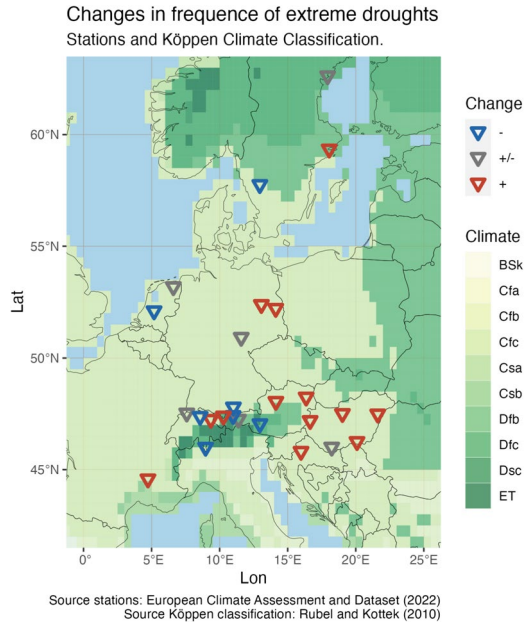 Changes in frequence of extreme droughts
Stations and Köppen Climate Classification.
Lat
60°N
55°N
50°N
45°N
0°
5°E
10°E
15°E
20°E
25°E
Lon
Change
-
+/-
+
Climate
BSk
Cfa
Cfb
Cfc
Csa
Csb
Dfb
Dfc
Dsc
ET
Source stations: European Climate Assessment and Dataset (2022)
Source Köppen classification: Rubel and Kottek (2010)